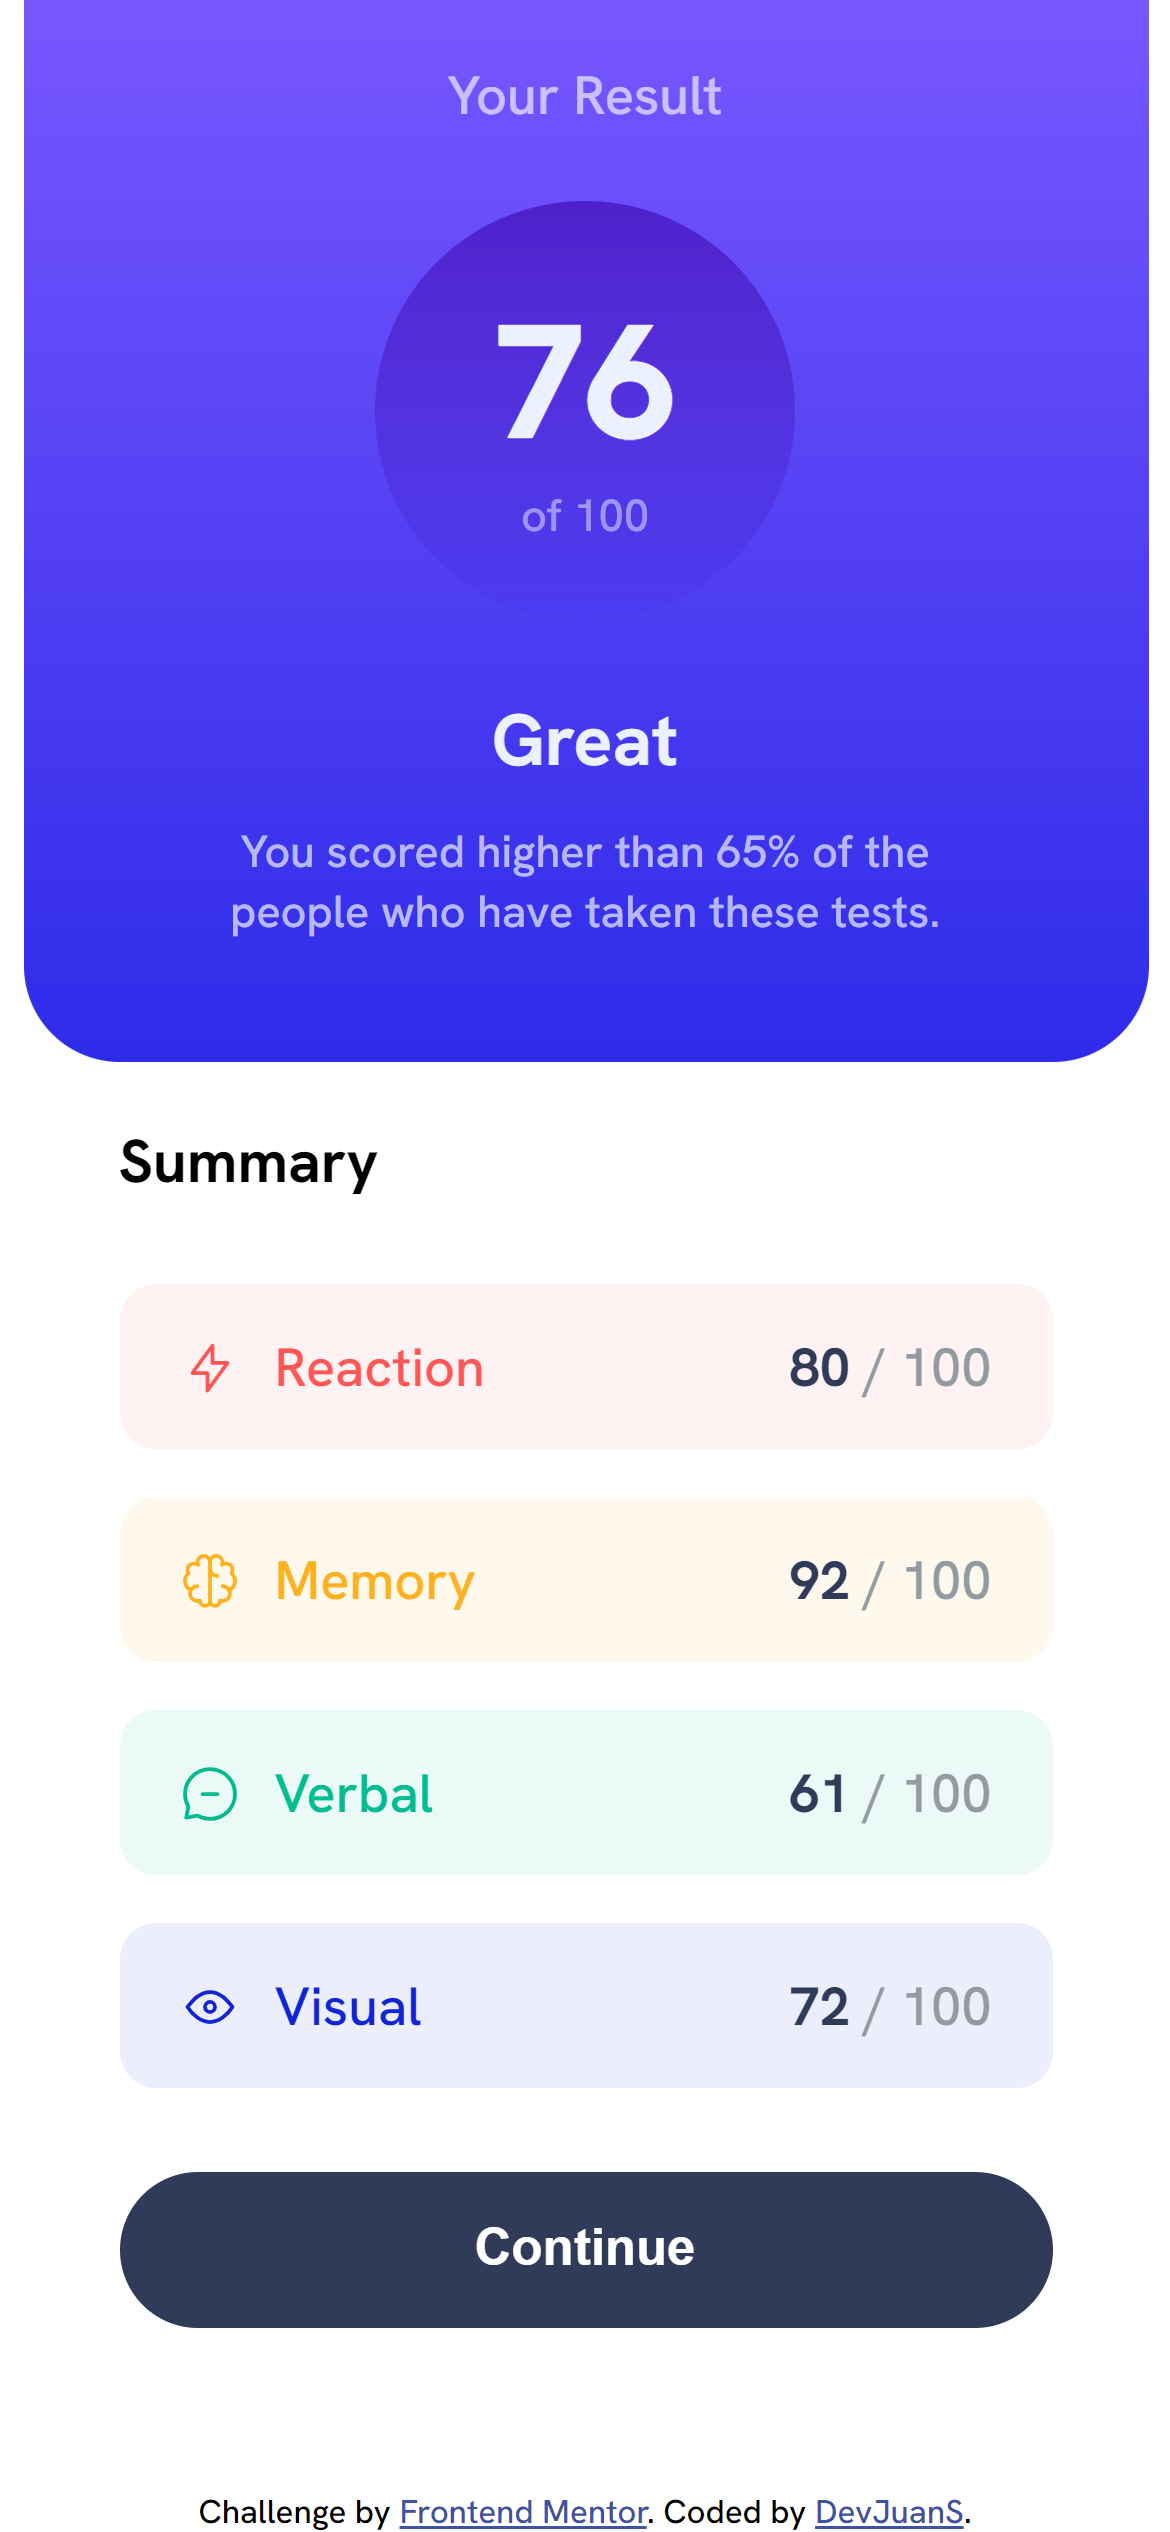 Your Result
76
of 100
Great
You scored higher than 65% of the
people who have taken these tests.
Summary
Reaction 80 / 100
Memory 92 / 100
Verbal 61 / 100
Visual 72 / 100
Continue
Challenge by Frontend Mentor. Coded by DevJuanS.